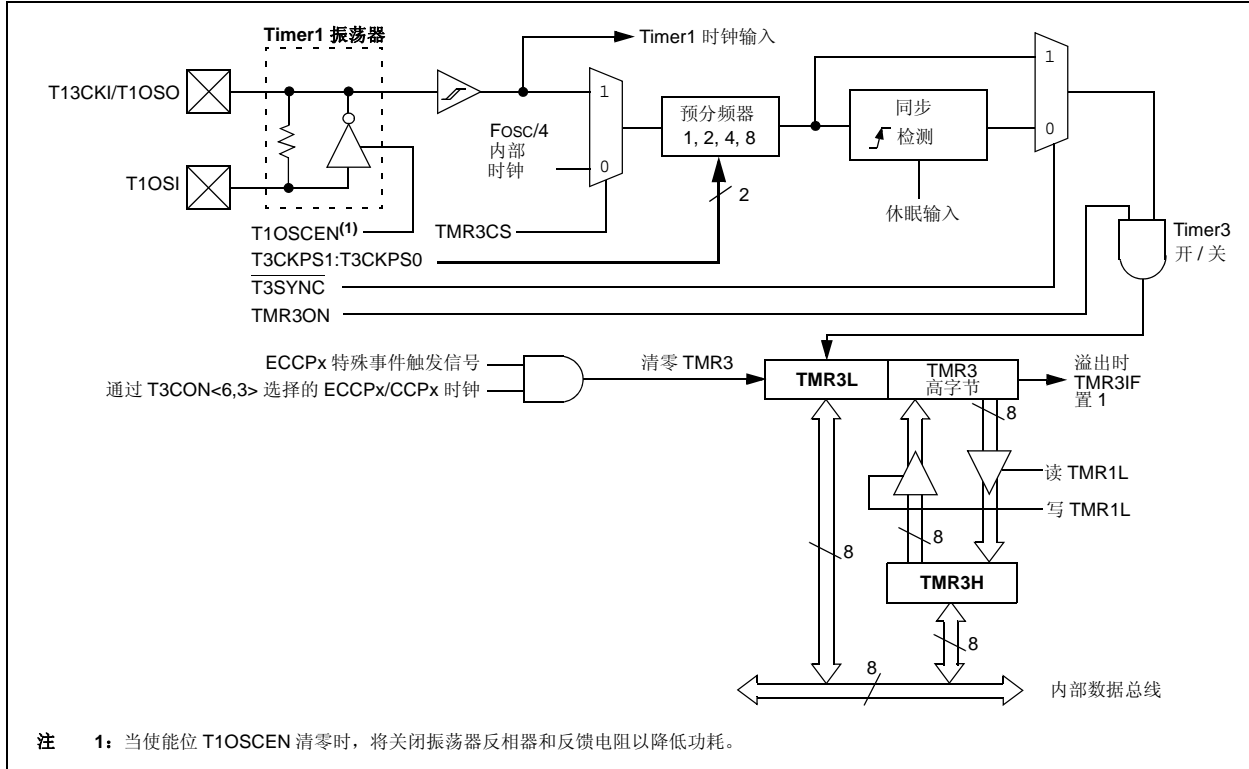 Timer1 振荡器
Timer1 时钟输入
T13CKI/T1OSO
1
1
FOSC/4
内部
时钟
预分频器
1, 2, 4, 8
同步
检测
0
0
T1OSI
2
休眠输入
T1OSCEN(1)
TMR3CS
Timer3
开 / 关
T3CKPS1:T3CKPS0
T3SYNC
TMR3ON
ECCPx 特殊事件触发信号
通过 T3CON<6,3> 选择的 ECCPx/CCPx 时钟
清零 TMR3
TMR3L
TMR3
高字节
溢出时
TMR3IF
置 1
8
读 TMR1L
写 TMR1L
8
8
TMR3H
8
8
内部数据总线
注 1: 当使能位 T1OSCEN 清零时，将关闭振荡器反相器和反馈电阻以降低功耗。